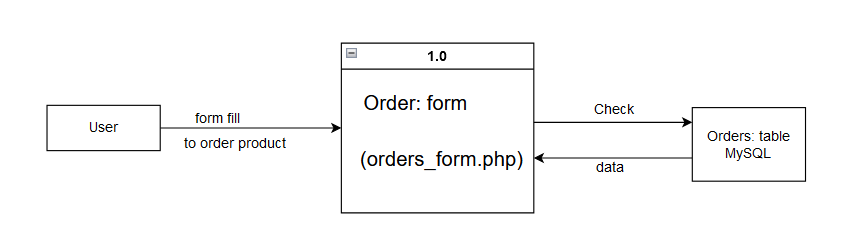 1.0
User
form fill
to order product
Order: form
(orders_form.php)
Check
data
Orders: table
MySQL